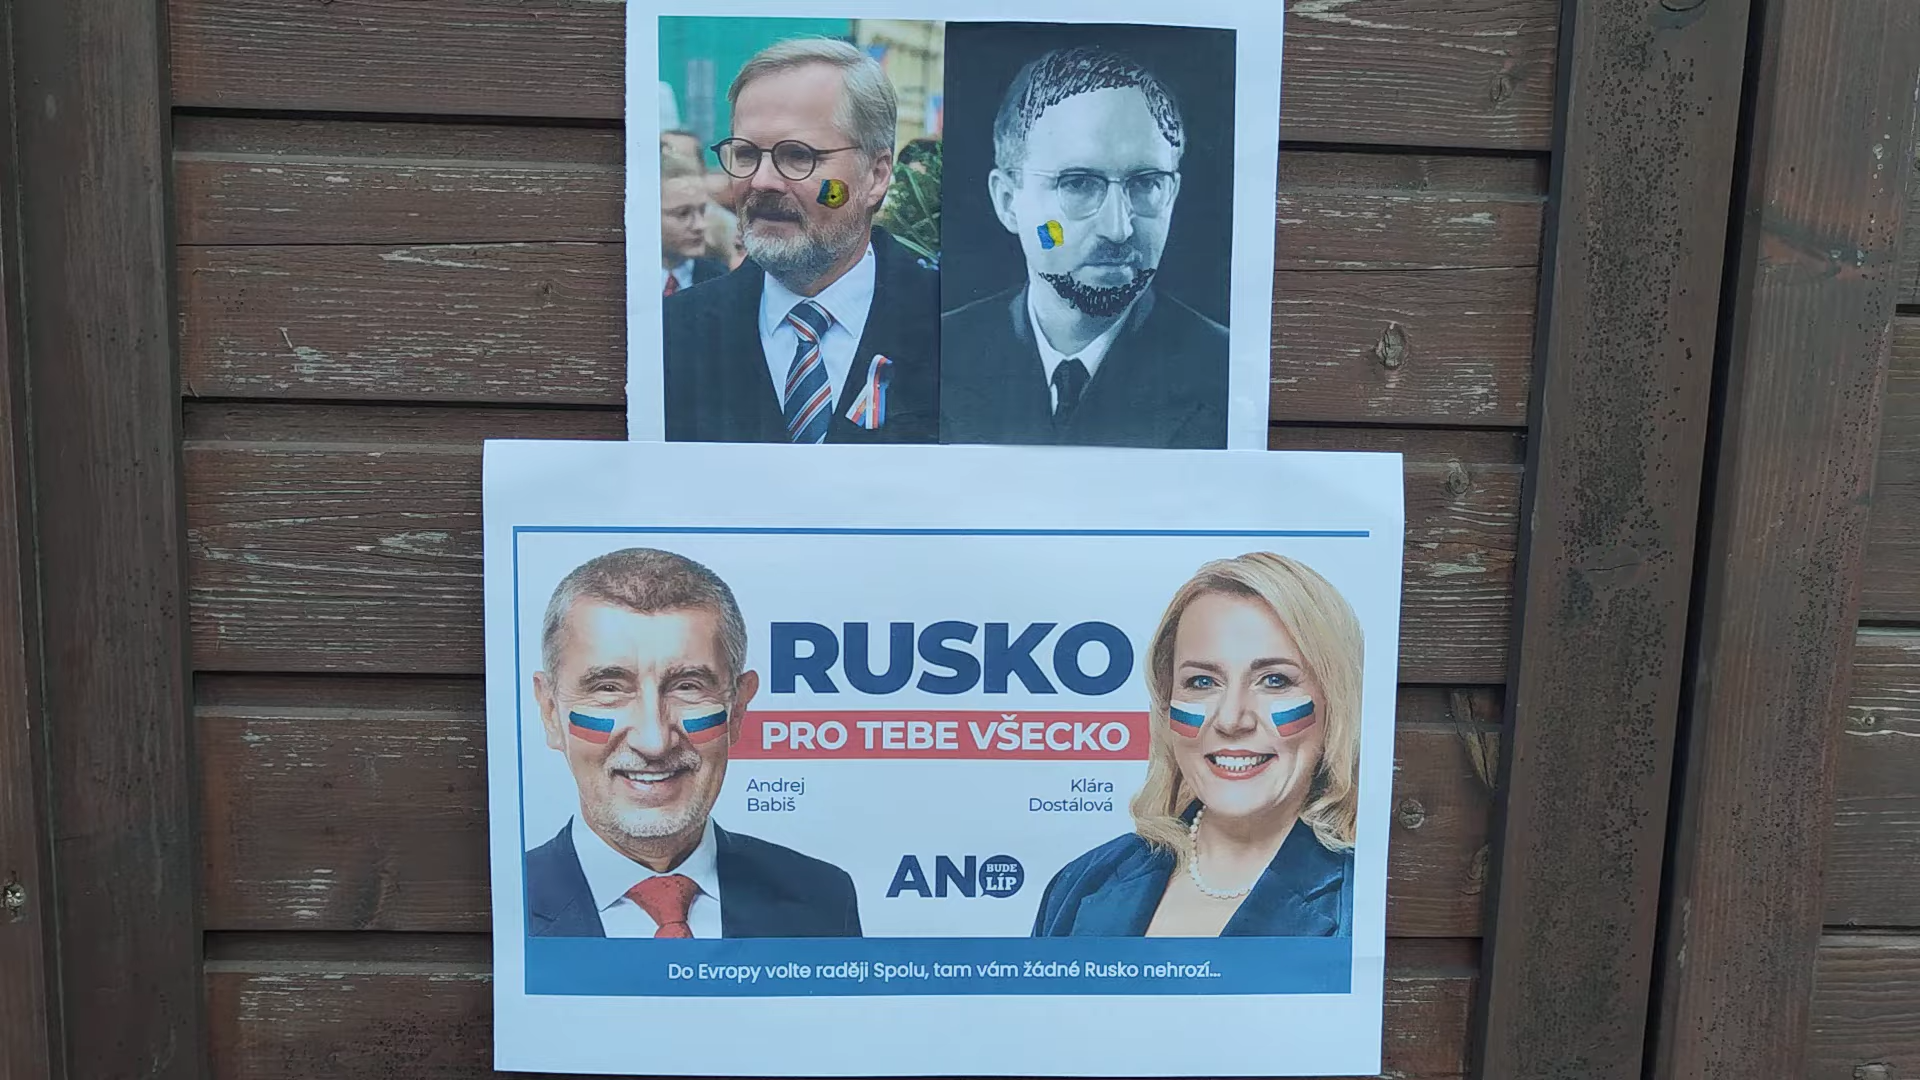 RUSKO
PRO TEBE VŠECKO
Andrej
Babiš
Klára
Dostálová
ANO
BUDE
LÍP
Do Evropy volte raději Spolu, tam vám žádné Rusko nehrozí...